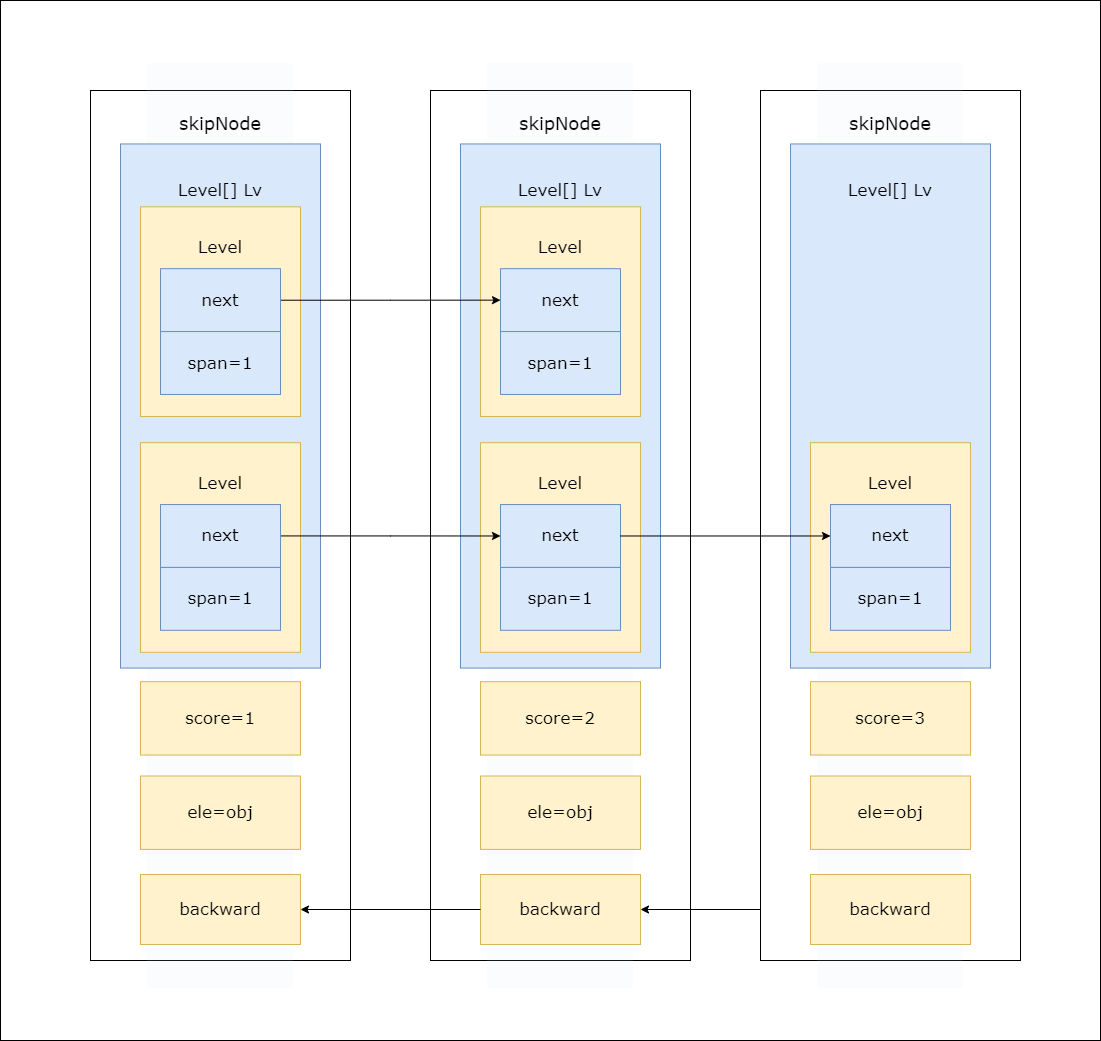 skipNode
Level[] Lv
Level
next
span=1
Level
next
span=1
score=1
ele=obj
backward
skipNode
Level[] Lv
Level
next
span=1
Level
next
span=1
score=2
ele=obj
backward
skipNode
Level[] Lv
Level
next
span=1
score=3
ele=obj
backward